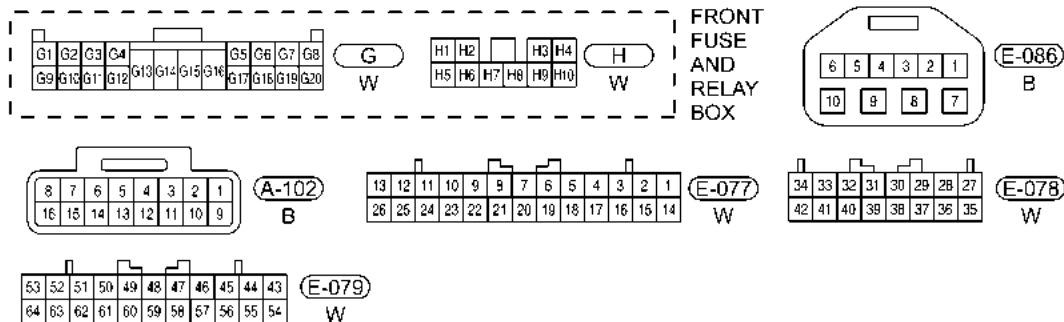 G1 G2 G3 G4 G5 G6 G7 G8
G9 G10 G11 G12 G13 G14 G15 G16 G17 G18 G19 G20
G
W
H1 H2 H3 H4
H5 H6 H7 H8 H9 H10
H
W
FRONT
FUSE
AND
RELAY
BOX
6 5 4 3 2 1
10 9 8 7
E-086
B
8 7 6 5 4 3 2 1
16 15 14 13 12 11 10 9
A-102
B
13 12 11 10 9 8 7 6 5 4 3 2 1
26 25 24 23 22 21 20 19 18 17 16 15 14
E-077
W
34 33 32 31 30 29 28 27
42 41 40 39 38 37 36 35
E-078
W
53 52 51 50 49 48 47 46 45 44 43
64 63 62 61 60 59 58 57 56 55 54
E-079
W